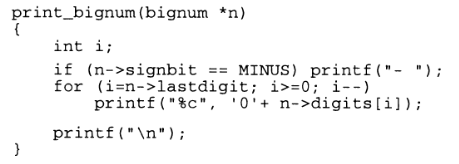 print_bignum(bignum *n)
{
    int i;

    if (n->signbit == MINUS) printf("- ");
    for (i=n->lastdigit; i>=0; i--)
        printf("%c", '0'+ n->digits[i]);

    printf("\n");
}